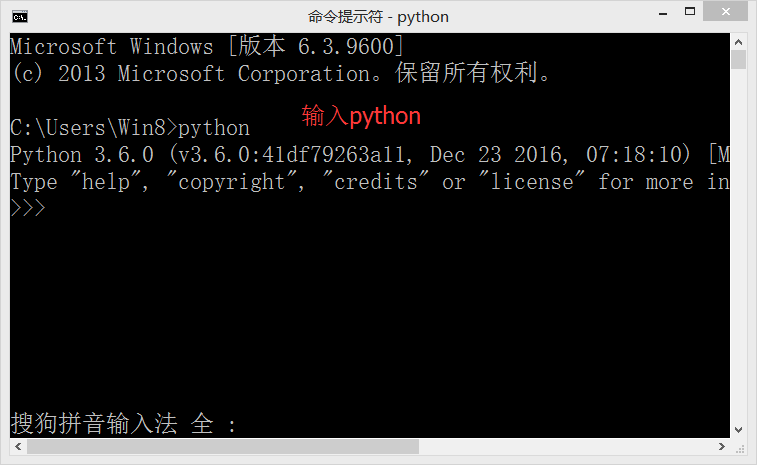 命令提示符 - python
Microsoft Windows [版本 6.3.9600]
(c) 2013 Microsoft Corporation。保留所有权利。
输入python
C:\Users\Win8>python
Python 3.6.0 (v3.6.0:41df79263a11, Dec 23 2016, 07:18:10) [M
Type "help", "copyright", "credits" or "license" for more in
>>>
搜狗拼音输入法 全 :